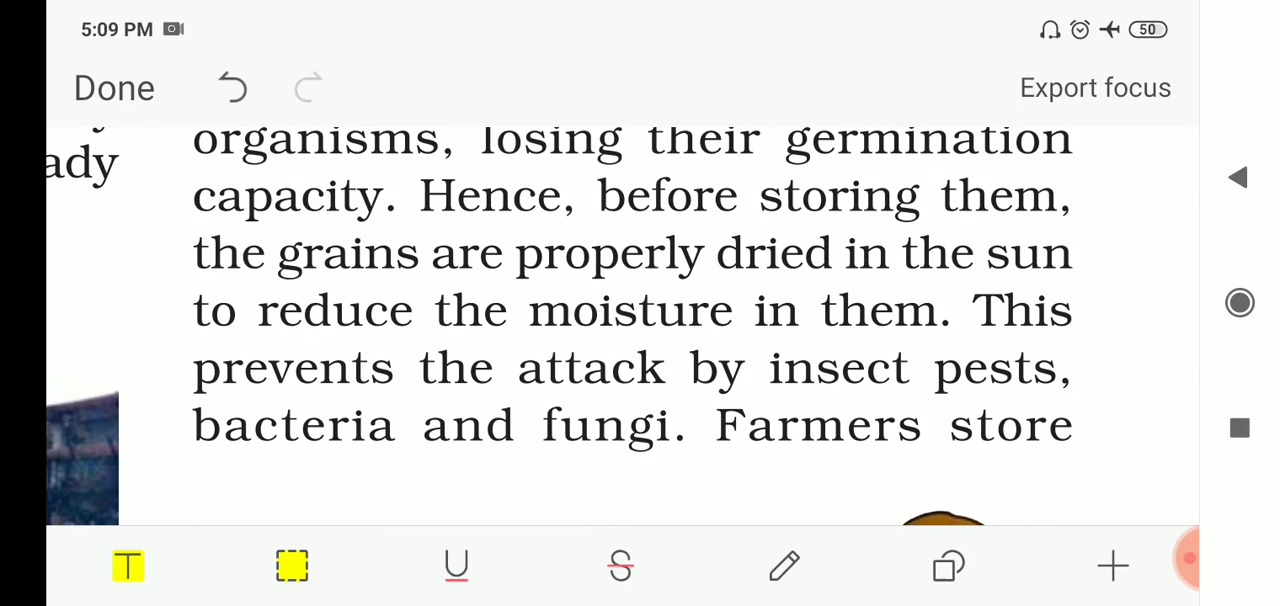 5:09 PM 50
Done Export focus
ady
organisms, losing their germination
capacity. Hence, before storing them,
the grains are properly dried in the sun
to reduce the moisture in them. This
prevents the attack by insect pests,
bacteria and fungi. Farmers store
T U S